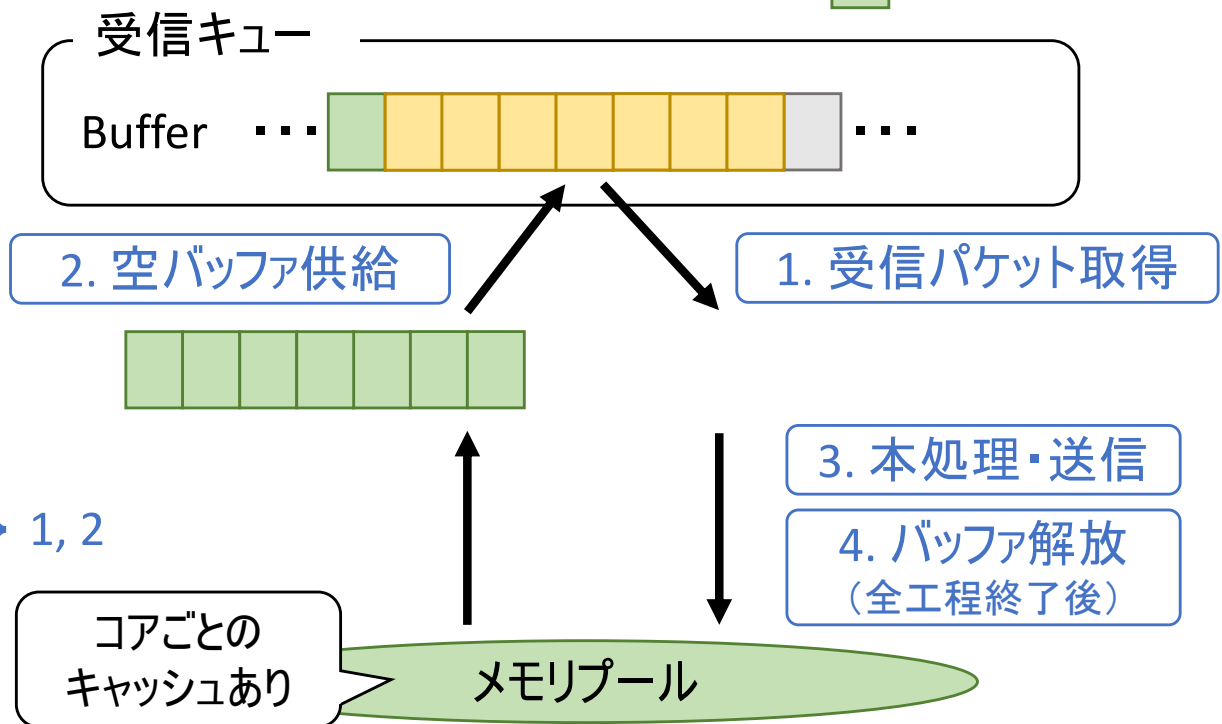 受信キュー
Buffer ・・・ ・・・
2. 空バッファ供給
1. 受信パケット取得
3. 本処理・送信
1, 2
4. バッファ解放
（全工程終了後）
コアごとの
キャッシュあり
メモリプール